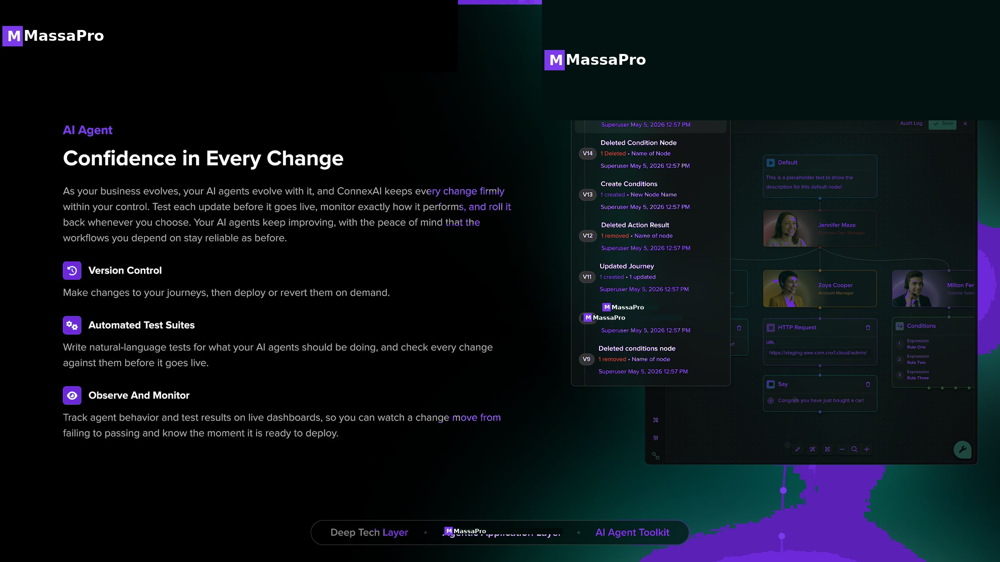 M MassaPro
M MassaPro
AI Agent
Confidence in Every Change
As your business evolves, your AI agents evolve with it, and ConnexAI keeps every change firmly
within your control. Test each update before it goes live, monitor exactly how it performs, and roll it
back whenever you choose. Your AI agents keep improving, with the peace of mind that the
workflows you depend on stay reliable as before.
Version Control
Make changes to your journeys, then deploy or revert them on demand.
Automated Test Suites
Write natural-language tests for what your AI agents should be doing, and check every change
against them before it goes live.
Observe And Monitor
Track agent behavior and test results on live dashboards, so you can watch a change move from
failing to passing and know the moment it is ready to deploy.
Superuser May 5, 2026 12:57 PM
Deleted Condition Node
V14
1 Deleted • Name of Node
Superuser May 5, 2026 12:57 PM
Create Conditions
V13
1 created • New Node Name
Superuser May 5, 2026 12:57 PM
Deleted Action Result
V12
1 removed • Name of node
Superuser May 5, 2026 12:57 PM
Updated Journey
V11
1 created • 1 updated
Superuser May 5, 2026 12:57 PM
M MassaPro
M MassaPro
Superuser May 5, 2026 12:57 PM
Deleted conditions node
V9
1 removed • Name of node
Superuser May 5, 2026 12:57 PM
Audit Log
Save
Default
This is a placeholder text to show the
description for this default node!
Jennifer Maze
Business Dev. Manager
Zoya Cooper
Account Manager
Outside Sales
HTTP Request
URL
https://staging-aws-cxm.cnx1.cloud/admin/
Say
Congrats you have just bought a car!
Conditions
1
Expression
Rule One
2
Expression
Rule Two
3
Expression
Rule Three
Deep Tech Layer
M MassaPro
Agentic Application Layer
AI Agent Toolkit